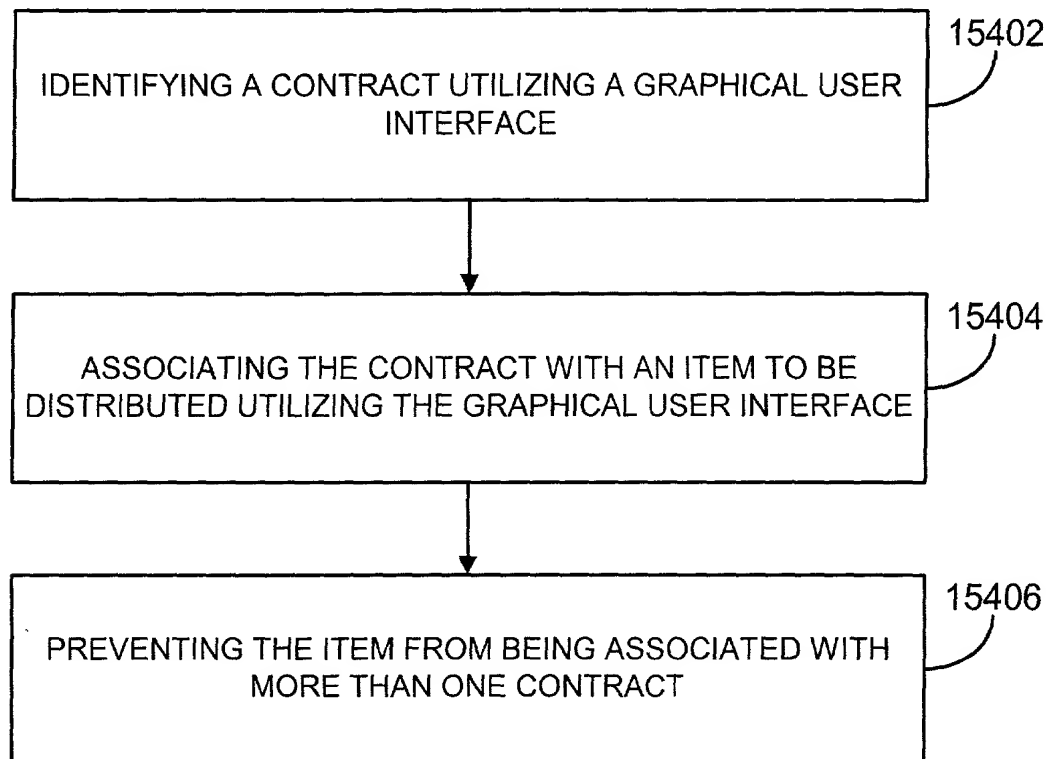 15402
IDENTIFYING A CONTRACT UTILIZING A GRAPHICAL USER
INTERFACE
15404
ASSOCIATING THE CONTRACT WITH AN ITEM TO BE
DISTRIBUTED UTILIZING THE GRAPHICAL USER INTERFACE
15406
PREVENTING THE ITEM FROM BEING ASSOCIATED WITH
MORE THAN ONE CONTRACT